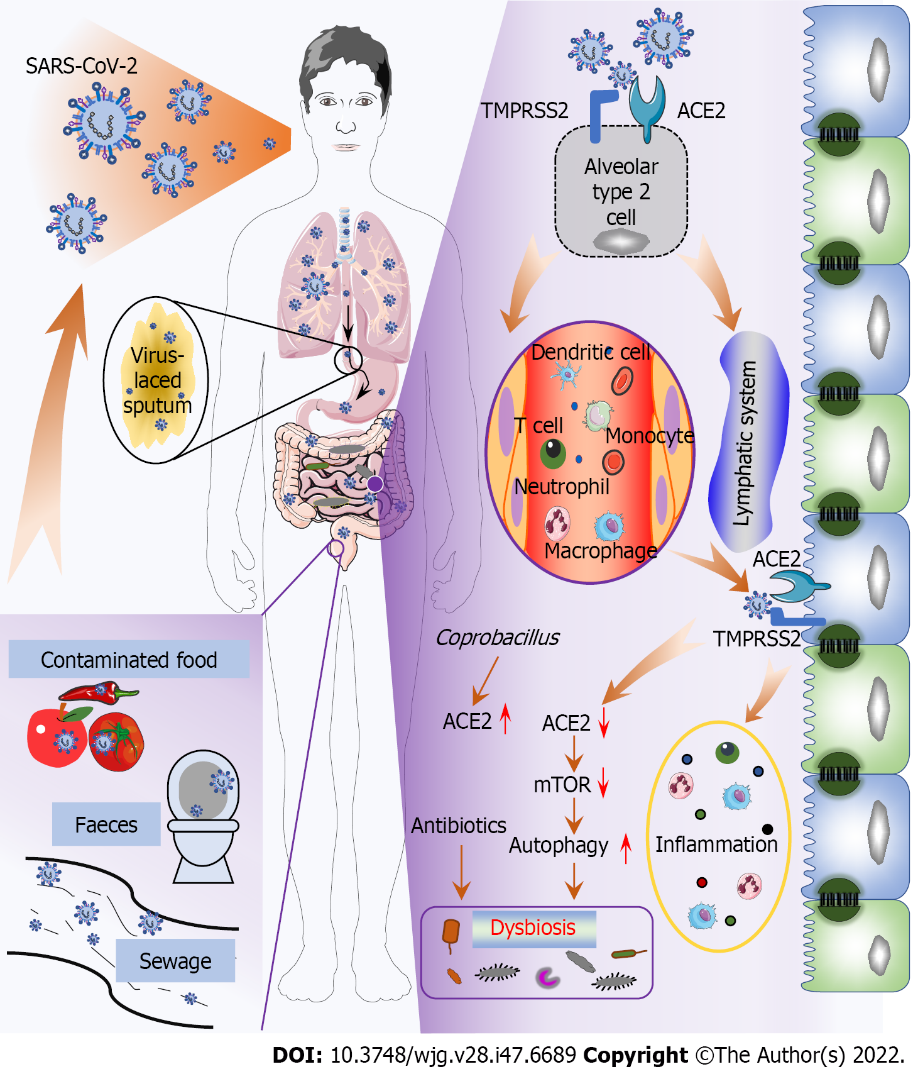 SARS-CoV-2
TMPRSS2
ACE2
Alveolar
type 2
cell
Virus-
laced
sputum
Dendritic cell
T cell
Monocyte
Neutrophil
Macrophage
Lymphatic system
ACE2
TMPRSS2
Contaminated food
Faeces
Sewage
Coprobacillus
ACE2
ACE2
mTOR
Antibiotics
Autophagy
Inflammation
Dysbiosis
DOI: 10.3748/wjg.v28.i47.6689 Copyright ©The Author(s) 2022.